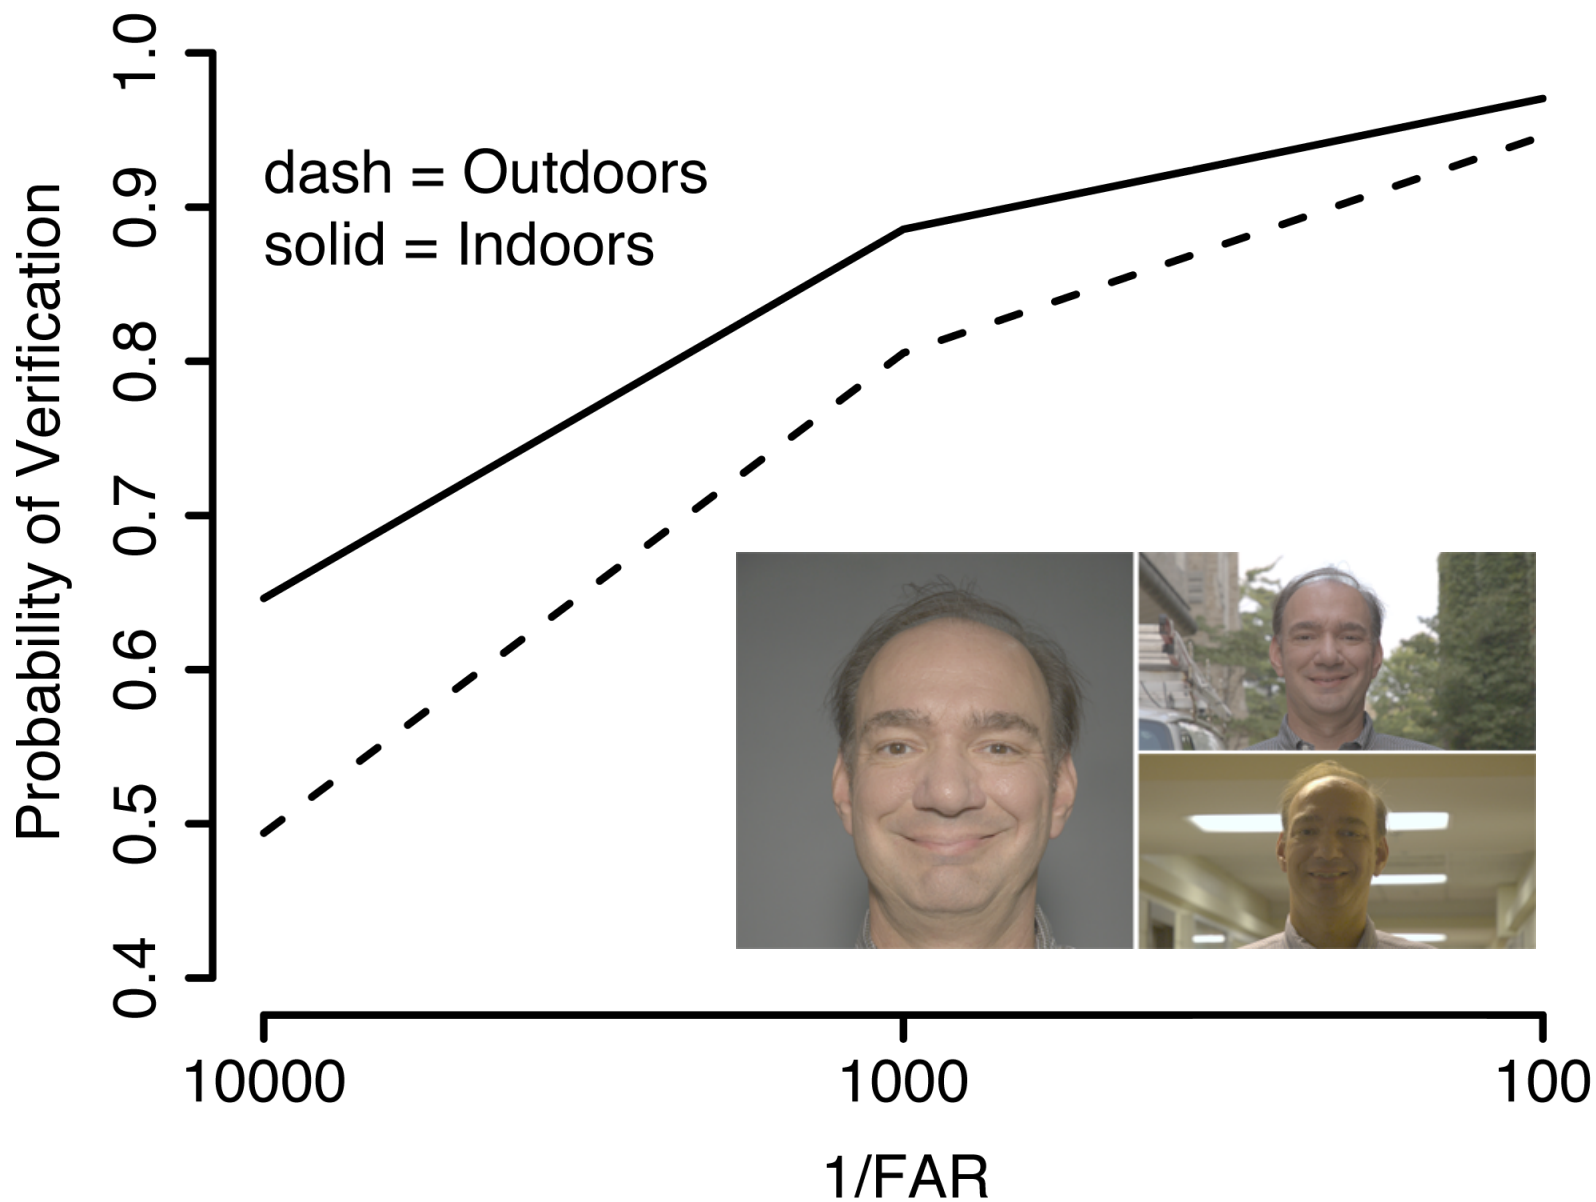 Probability of Verification
1.0
0.9
0.8
0.7
0.6
0.5
0.4
dash = Outdoors
solid = Indoors
10000 1000 100
1/FAR